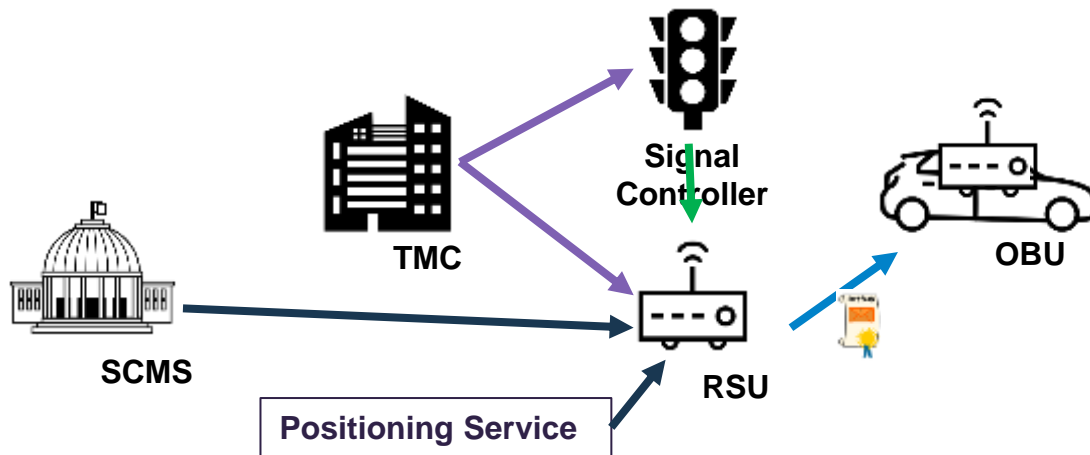 Signal
Controller
TMC
OBU
SCMS
RSU
Positioning Service